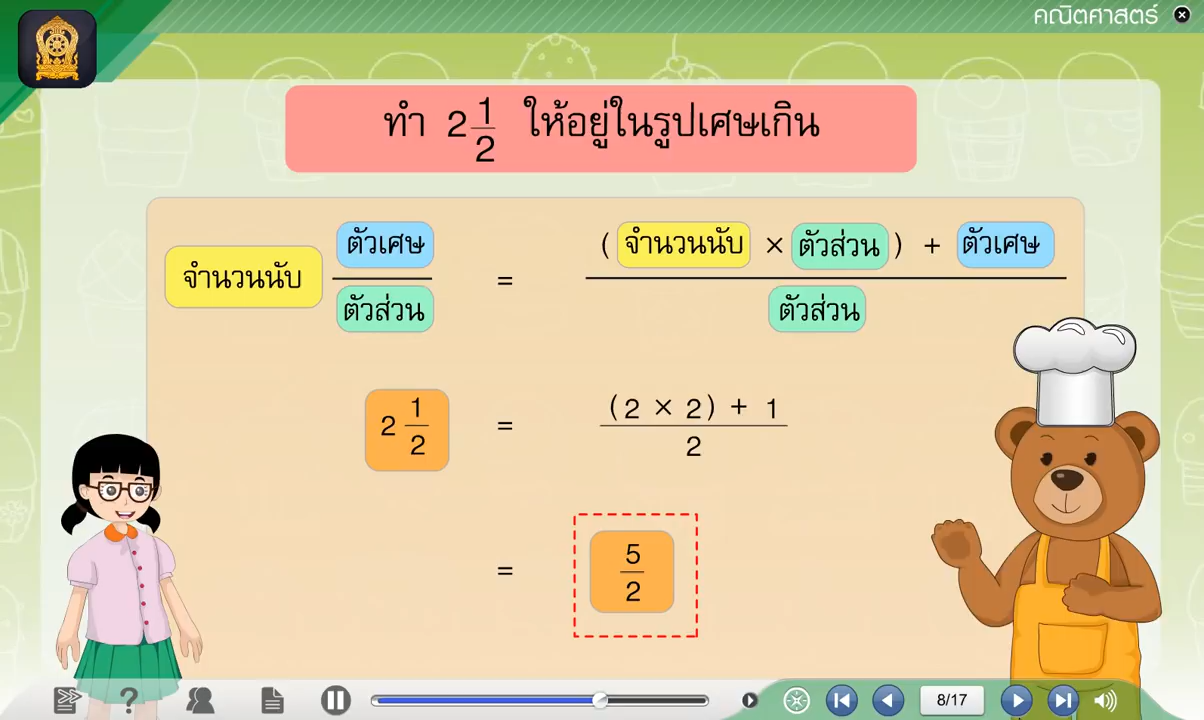 คณิตศาสตร์
ทำ 2 1/2 ให้อยู่ในรูปเศษเกิน
จำนวนนับ ตัวเศษ/ตัวส่วน = ((จำนวนนับ × ตัวส่วน) + ตัวเศษ)/ตัวส่วน
2 1/2 = ((2 × 2) + 1)/2
= 5/2
8/17